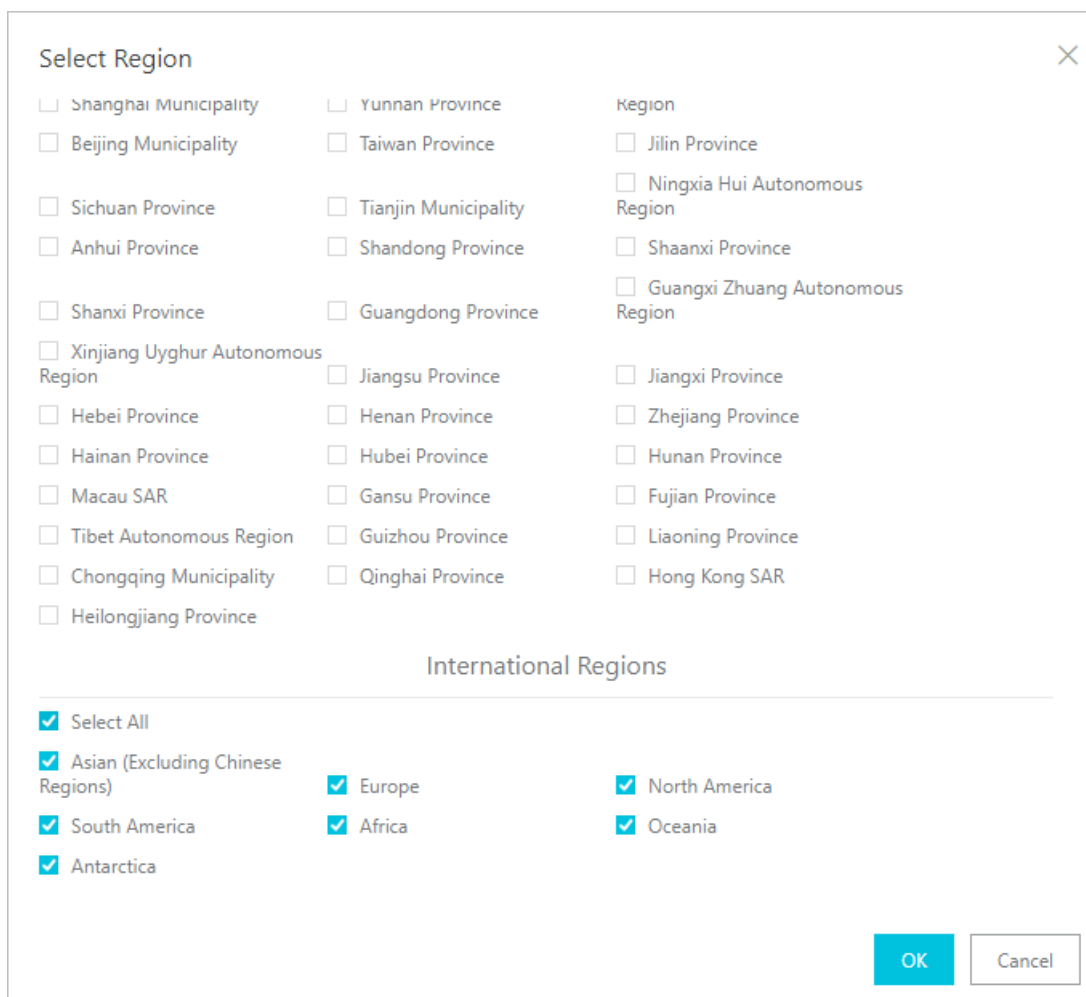 Select Region
Shanghai Municipality Yunnan Province Region
Beijing Municipality Taiwan Province Jilin Province
Ningxia Hui Autonomous
Sichuan Province Tianjin Municipality Region
Anhui Province Shandong Province Shaanxi Province
Guangxi Zhuang Autonomous
Shanxi Province Guangdong Province Region
Xinjiang Uyghur Autonomous
Region Jiangsu Province Jiangxi Province
Hebei Province Henan Province Zhejiang Province
Hainan Province Hubei Province Hunan Province
Macau SAR Gansu Province Fujian Province
Tibet Autonomous Region Guizhou Province Liaoning Province
Chongqing Municipality Qinghai Province Hong Kong SAR
Heilongjiang Province
International Regions
Select All
Asian (Excluding Chinese
Regions) Europe North America
South America Africa Oceania
Antarctica
OK Cancel